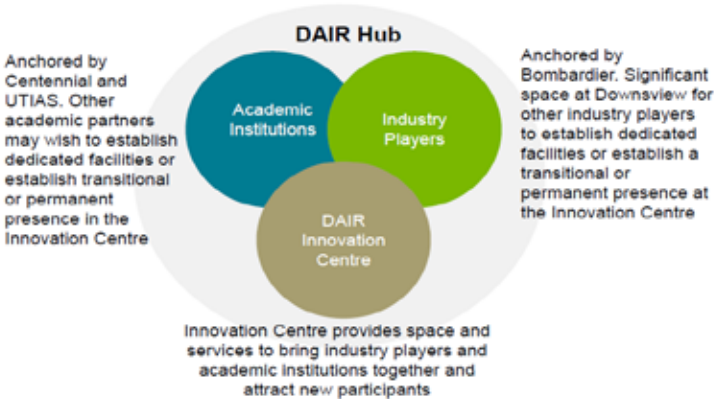 DAIR Hub
Anchored by
Centennial and
UTIAS. Other
academic partners
may wish to establish
dedicated facilities or
establish transitional
or permanent
presence in the
Innovation Centre
Academic
Institutions
Industry
Players
DAIR
Innovation
Centre
Anchored by
Bombardier. Significant
space at Downsview for
other industry players
to establish dedicated
facilities or establish a
transitional or
permanent presence at
the Innovation Centre
Innovation Centre provides space and
services to bring industry players and
academic institutions together and
attract new participants